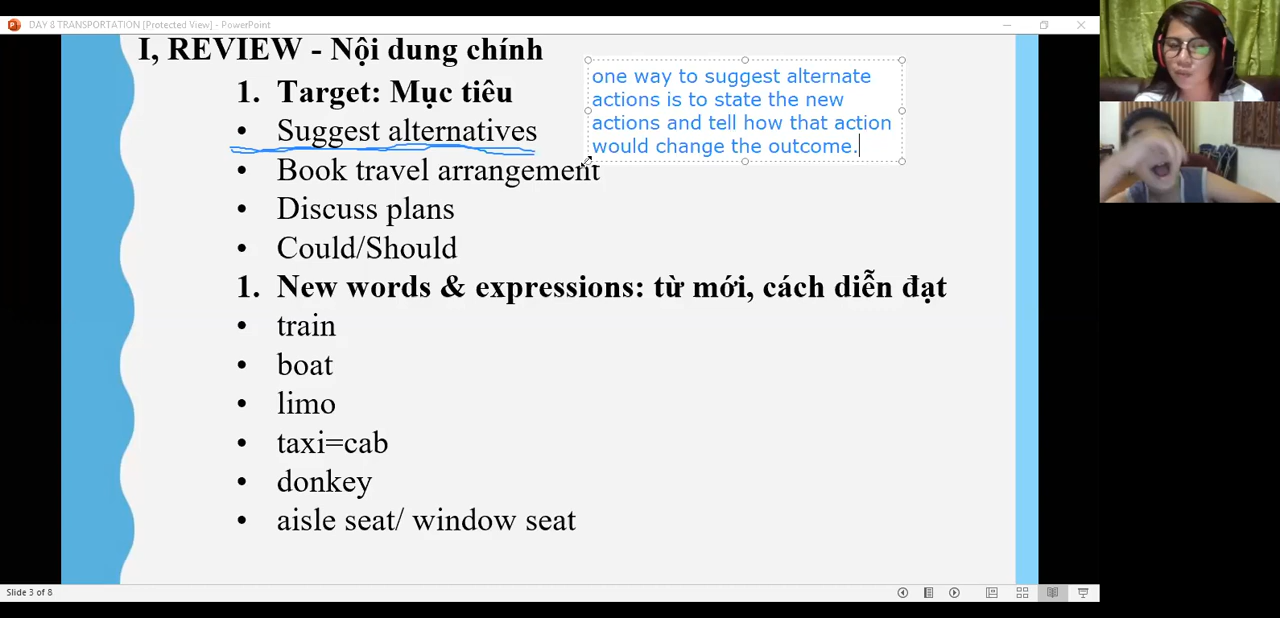 DAY 8 TRANSPORTATION [Protected View] - PowerPoint
I, REVIEW - Nội dung chính
1. Target: Mục tiêu
• Suggest alternatives
• Book travel arrangement
• Discuss plans
• Could/Should
one way to suggest alternate
actions is to state the new
actions and tell how that action
would change the outcome.
1. New words & expressions: từ mới, cách diễn đạt
• train
• boat
• limo
• taxi=cab
• donkey
• aisle seat/ window seat
Slide 3 of 8